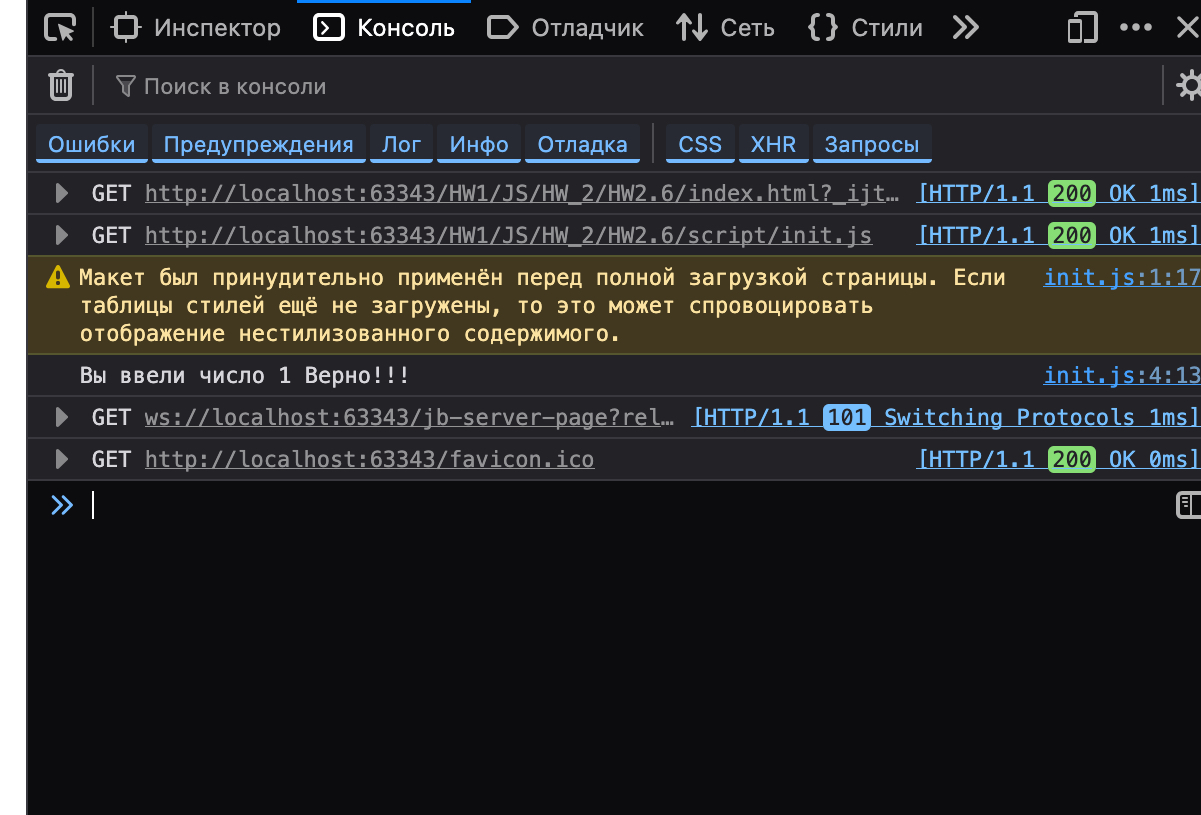 Инспектор Консоль Отладчик Сеть {} Стили
Поиск в консоли
Ошибки Предупреждения Лог Инфо Отладка CSS XHR Запросы
GET http://localhost:63343/HW1/JS/HW_2/HW2.6/index.html?_ijt… [HTTP/1.1 200 OK 1ms]
GET http://localhost:63343/HW1/JS/HW_2/HW2.6/script/init.js [HTTP/1.1 200 OK 1ms]
Макет был принудительно применён перед полной загрузкой страницы. Если init.js:1:17
таблицы стилей ещё не загружены, то это может спровоцировать
отображение нестилизованного содержимого.
Вы ввели число 1 Верно!!! init.js:4:13
GET ws://localhost:63343/jb-server-page?rel… [HTTP/1.1 101 Switching Protocols 1ms]
GET http://localhost:63343/favicon.ico [HTTP/1.1 200 OK 0ms]